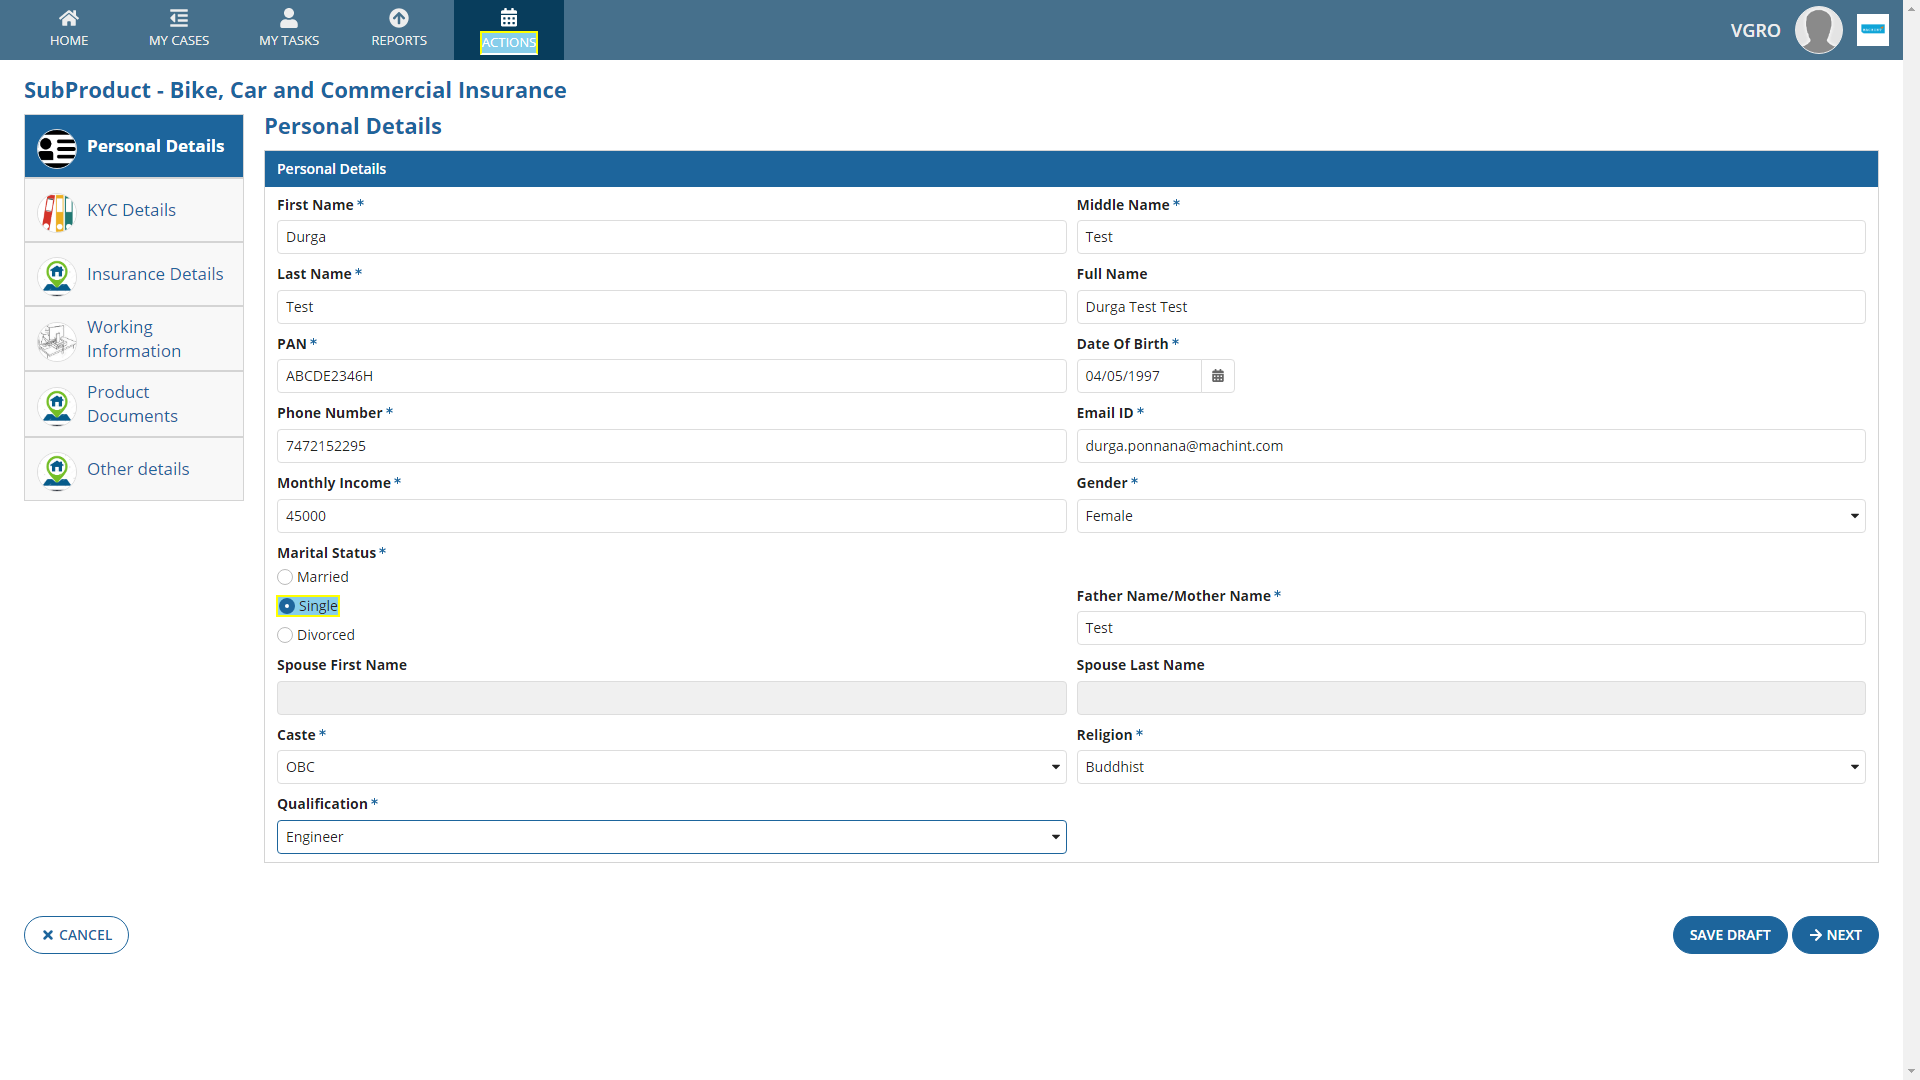 HOME
MY CASES
MY TASKS
REPORTS
ACTIONS
VGRO
SubProduct - Bike, Car and Commercial Insurance
Personal Details
KYC Details
Insurance Details
Working
Information
Product
Documents
Other details
Personal Details
Personal Details
First Name *
Durga
Middle Name *
Test
Last Name *
Test
Full Name
Durga Test Test
PAN *
ABCDE2346H
Date Of Birth *
04/05/1997
Phone Number *
7472152295
Email ID *
durga.ponnana@machint.com
Monthly Income *
45000
Gender *
Female
Marital Status *
Married
Single
Divorced
Father Name/Mother Name *
Test
Spouse First Name
Spouse Last Name
Caste *
OBC
Religion *
Buddhist
Qualification *
Engineer
CANCEL
SAVE DRAFT
NEXT